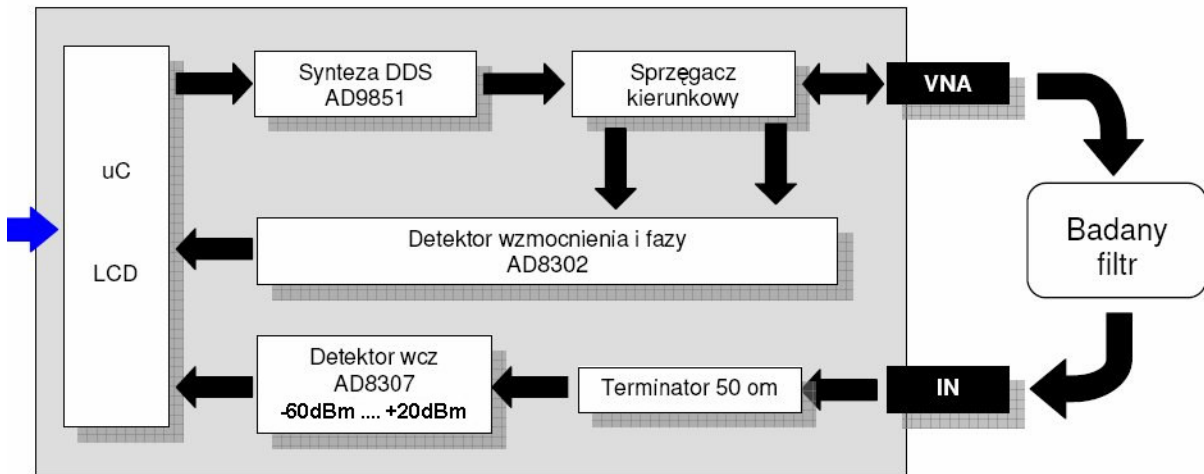 Synteza DDS
AD9851
Sprzęgacz
kierunkowy
VNA
uC
LCD
Detektor wzmocnienia i fazy
AD8302
Badany
filtr
Detektor wcz
AD8307
-60dBm .... +20dBm
Terminator 50 om
IN